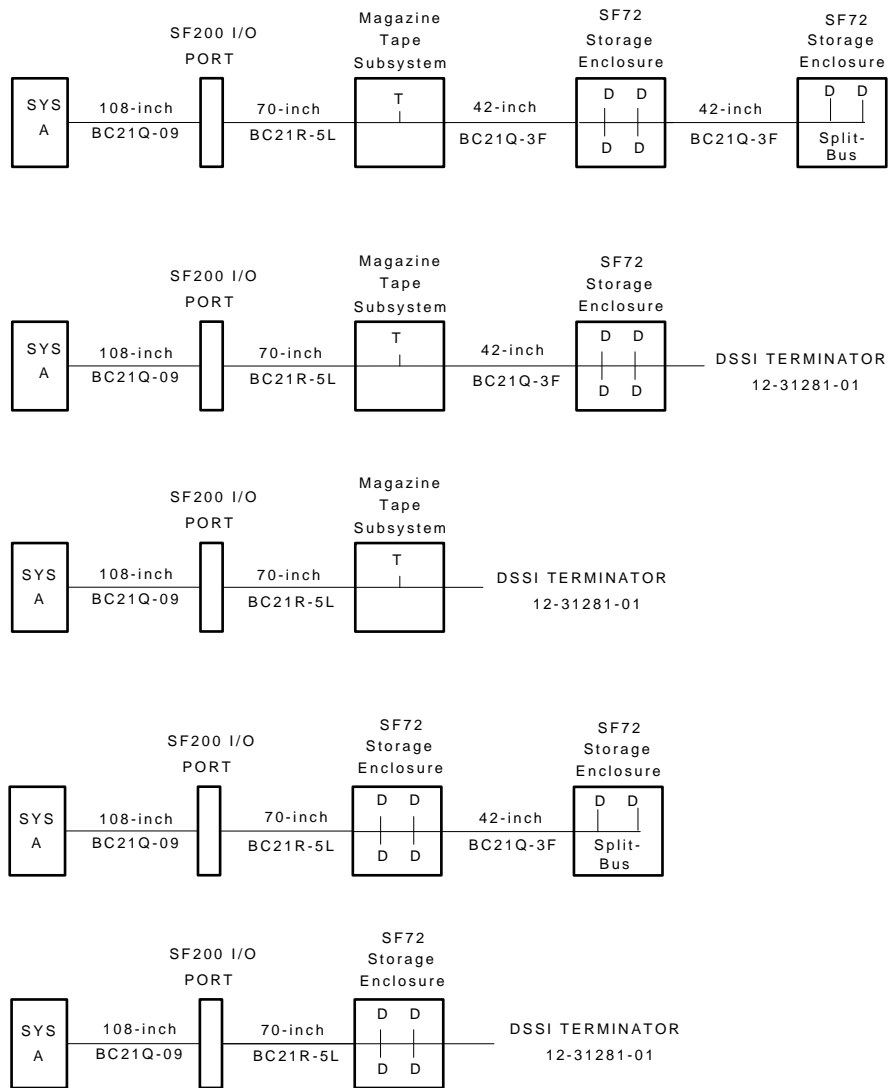 SF200 I/O
PORT
Magazine
Tape
Subsystem
SF72
Storage
Enclosure
SF72
Storage
Enclosure
SYS
A
108-inch
BC21Q-09
70-inch
BC21R-5L
T
42-inch
BC21Q-3F
D D
D D
42-inch
BC21Q-3F
D D
Split-
Bus
SF200 I/O
PORT
Magazine
Tape
Subsystem
SF72
Storage
Enclosure
SYS
A
108-inch
BC21Q-09
70-inch
BC21R-5L
T
42-inch
BC21Q-3F
D D
D D
DSSI TERMINATOR
12-31281-01
SF200 I/O
PORT
Magazine
Tape
Subsystem
SYS
A
108-inch
BC21Q-09
70-inch
BC21R-5L
T
DSSI TERMINATOR
12-31281-01
SF200 I/O
PORT
SF72
Storage
Enclosure
SF72
Storage
Enclosure
SYS
A
108-inch
BC21Q-09
70-inch
BC21R-5L
D D
D D
42-inch
BC21Q-3F
D D
Split-
Bus
SF200 I/O
PORT
SF72
Storage
Enclosure
SYS
A
108-inch
BC21Q-09
70-inch
BC21R-5L
D D
D D
DSSI TERMINATOR
12-31281-01